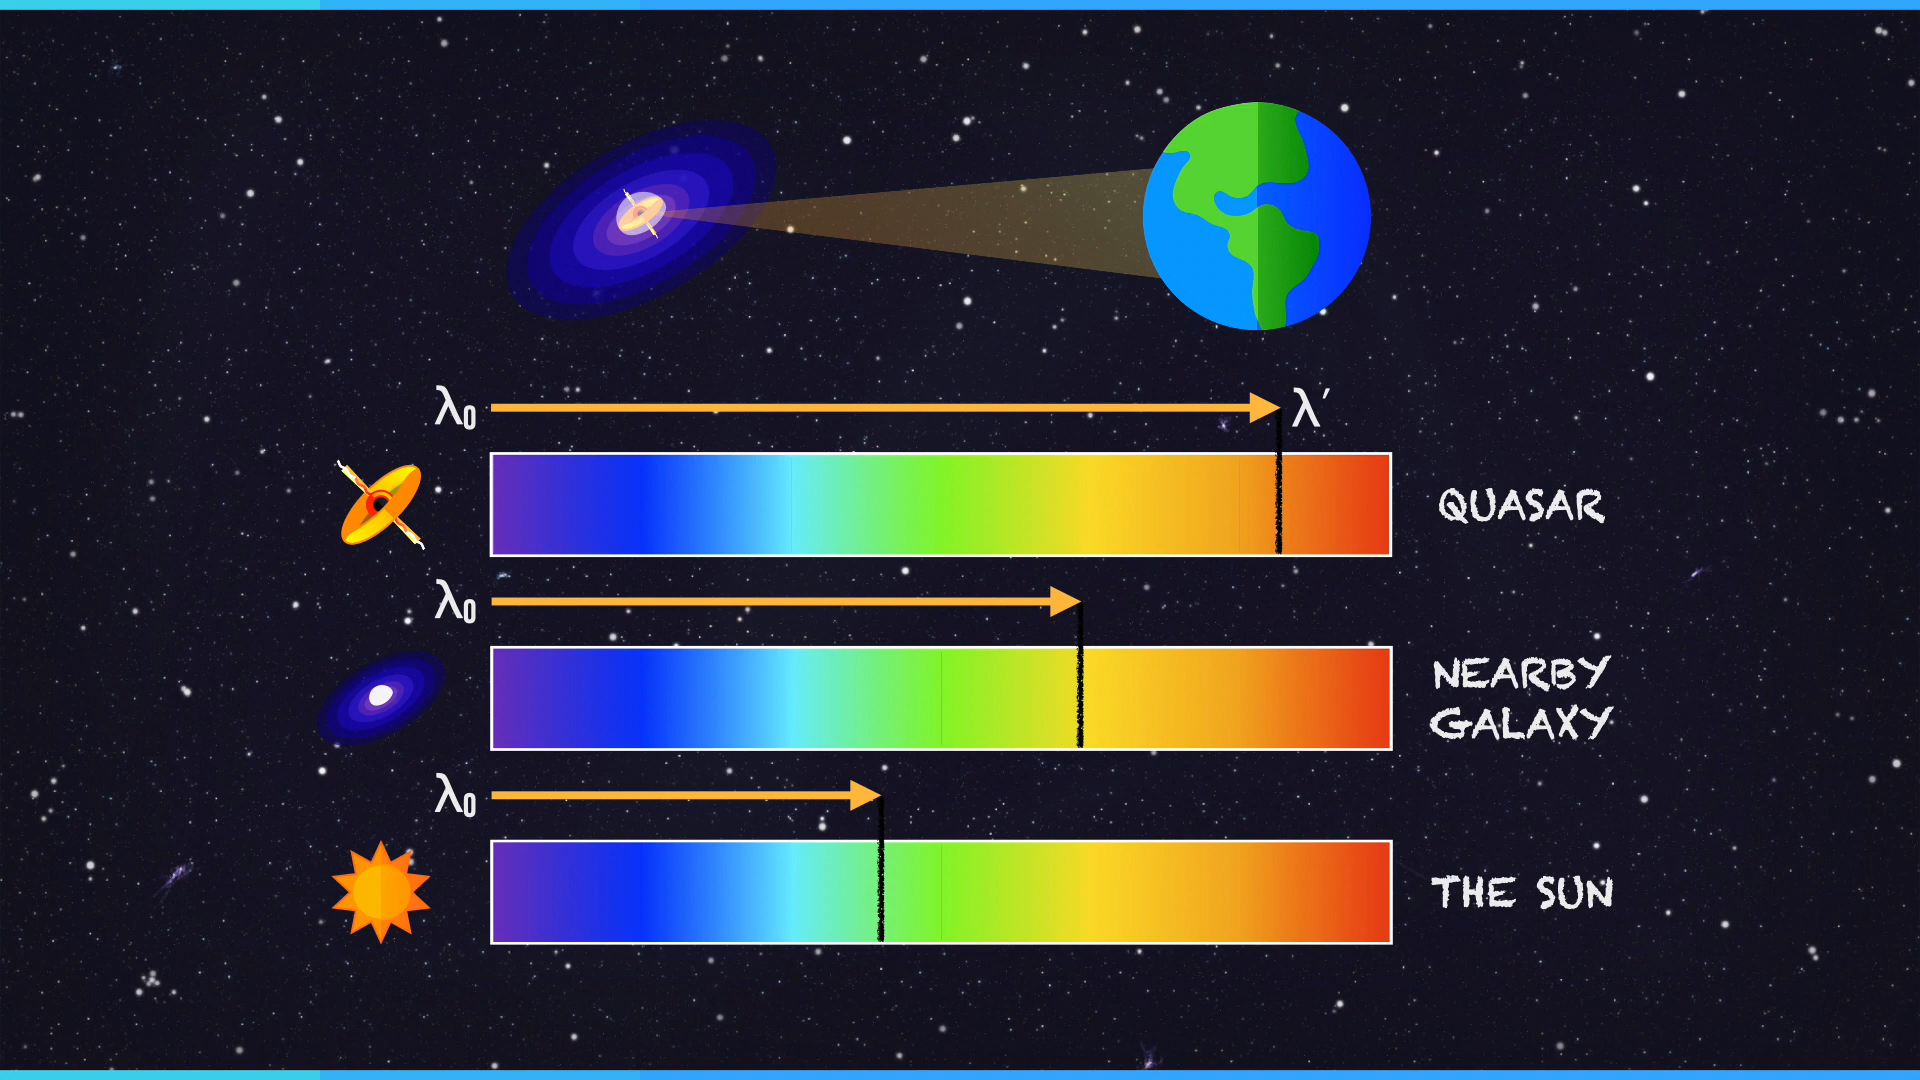 λ₀ λ′
QUASAR
λ₀
NEARBY
GALAXY
λ₀
THE SUN